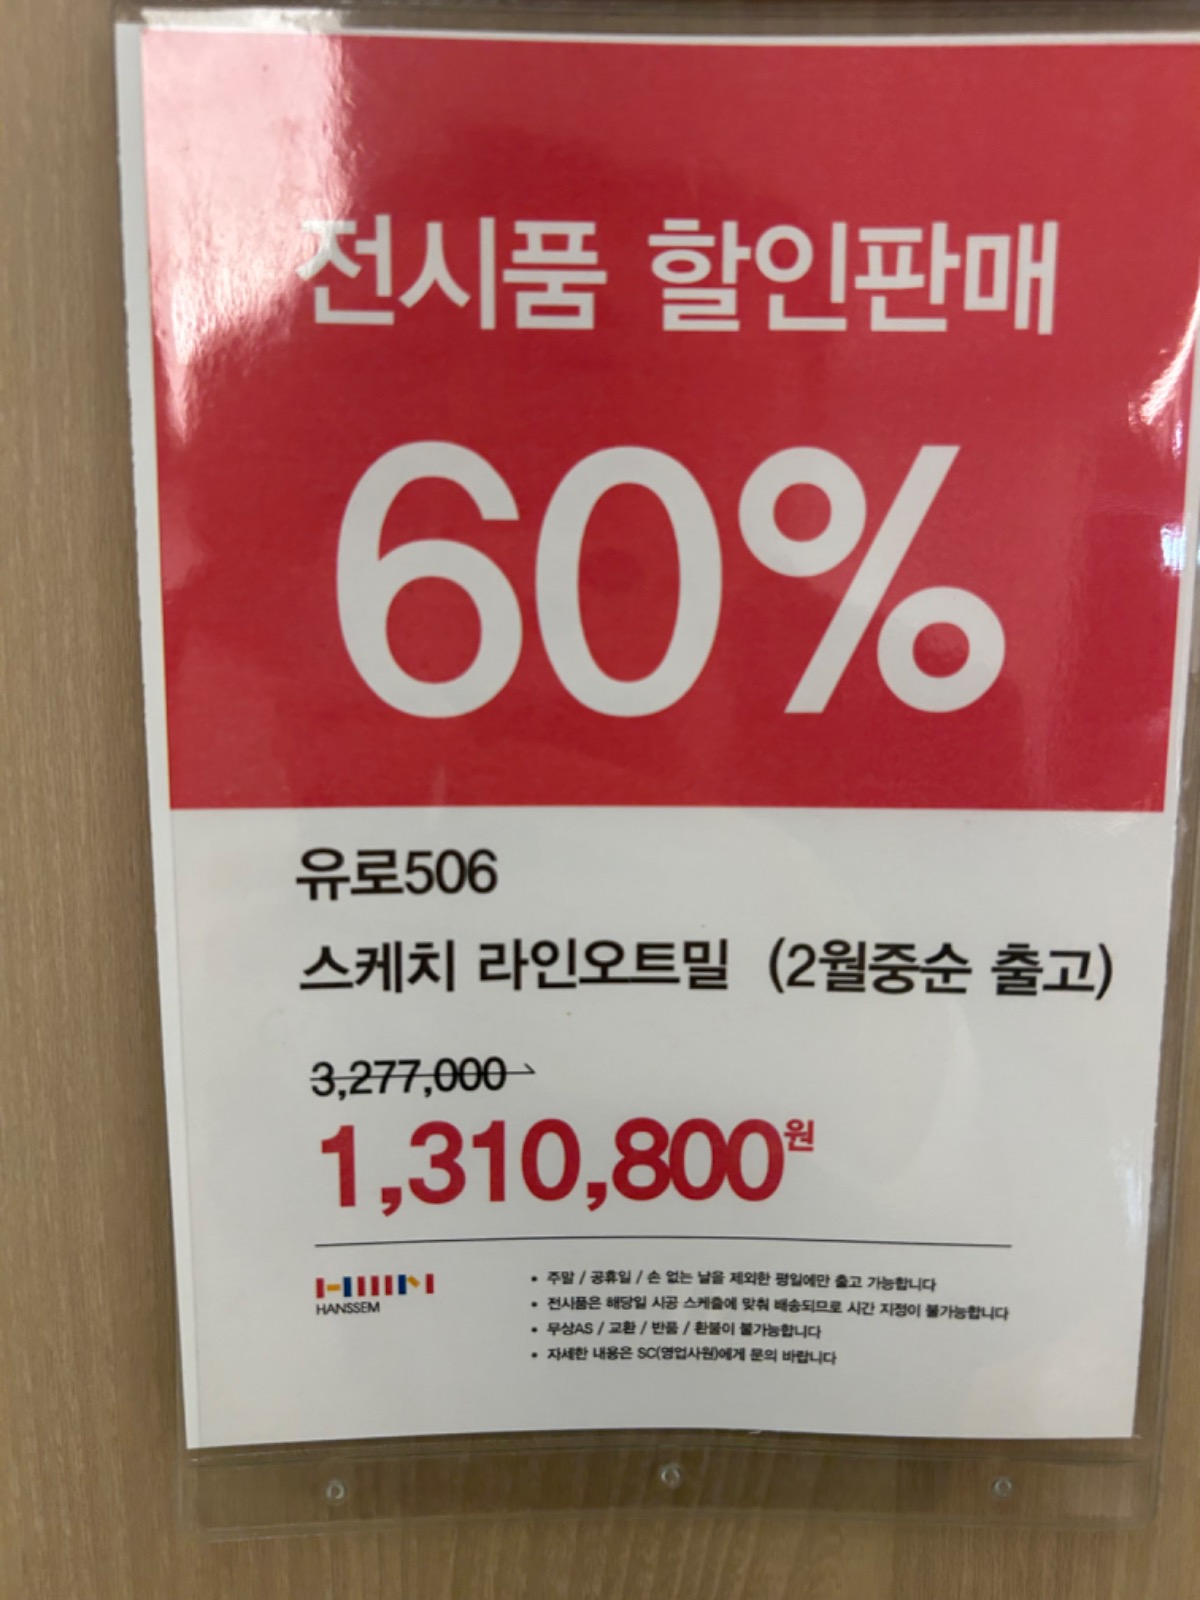 전시품 할인판매
60%
유로506
스케치 라인오트밀 (2월중순 출고)
3,277,000
1,310,800원
HANSSEM
• 주말 / 공휴일 / 손 없는 날을 제외한 평일에만 출고 가능합니다
• 전시품은 해당일 시공 스케줄에 맞춰 배송되므로 시간 지정이 불가능합니다
• 무상AS / 교환 / 반품 / 환불이 불가능합니다
• 자세한 내용은 SC(영업사원)에게 문의 바랍니다